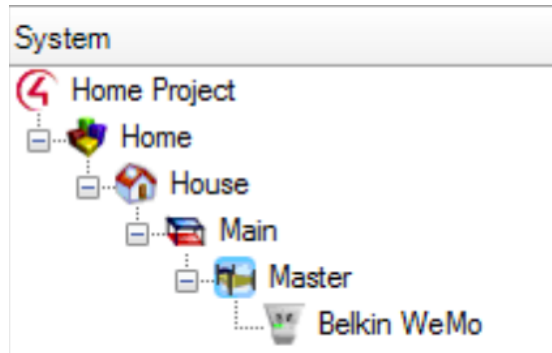 System
Home Project
Home
House
Main
Master
Belkin WeMo